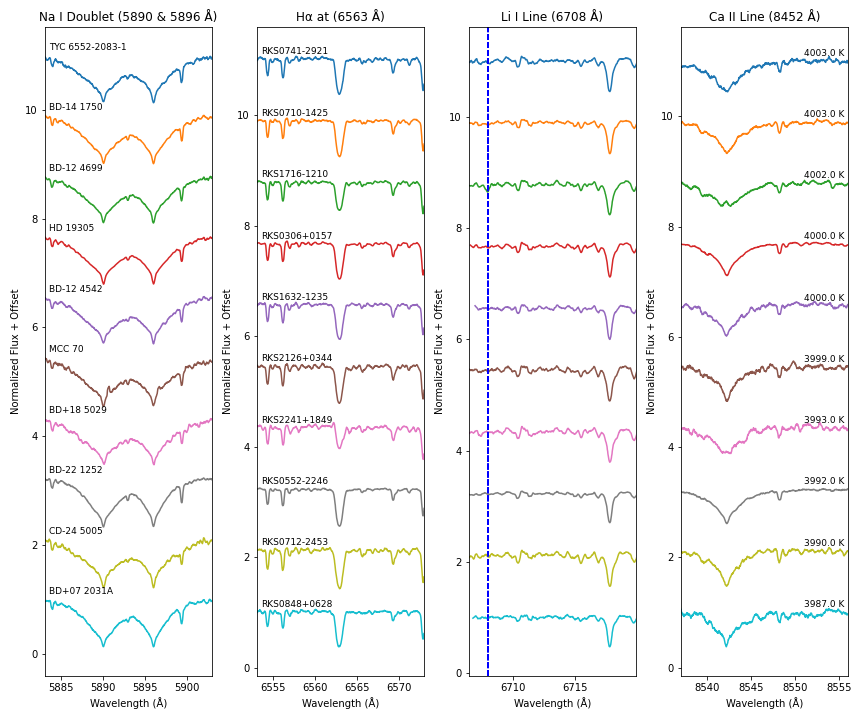 Na I Doublet (5890 & 5896 Å)
Hα at (6563 Å)
Li I Line (6708 Å)
Ca II Line (8452 Å)
TYC 6552-2083-1
BD-14 1750
BD-12 4699
HD 19305
BD-12 4542
MCC 70
BD+18 5029
BD-22 1252
CD-24 5005
BD+07 2031A
RKS0741-2921
RKS0710-1425
RKS1716-1210
RKS0306+0157
RKS1632-1235
RKS2126+0344
RKS2241+1849
RKS0552-2246
RKS0712-2453
RKS0848+0628
4003.0 K
4003.0 K
4002.0 K
4000.0 K
4000.0 K
3999.0 K
3993.0 K
3992.0 K
3990.0 K
3987.0 K
Normalized Flux + Offset
Normalized Flux + Offset
Normalized Flux + Offset
Normalized Flux + Offset
10
8
6
4
2
0
10
8
6
4
2
0
10
8
6
4
2
0
10
8
6
4
2
0
5885 5890 5895 5900
6555 6560 6565 6570
6710 6715
8540 8545 8550 8555
Wavelength (Å)
Wavelength (Å)
Wavelength (Å)
Wavelength (Å)